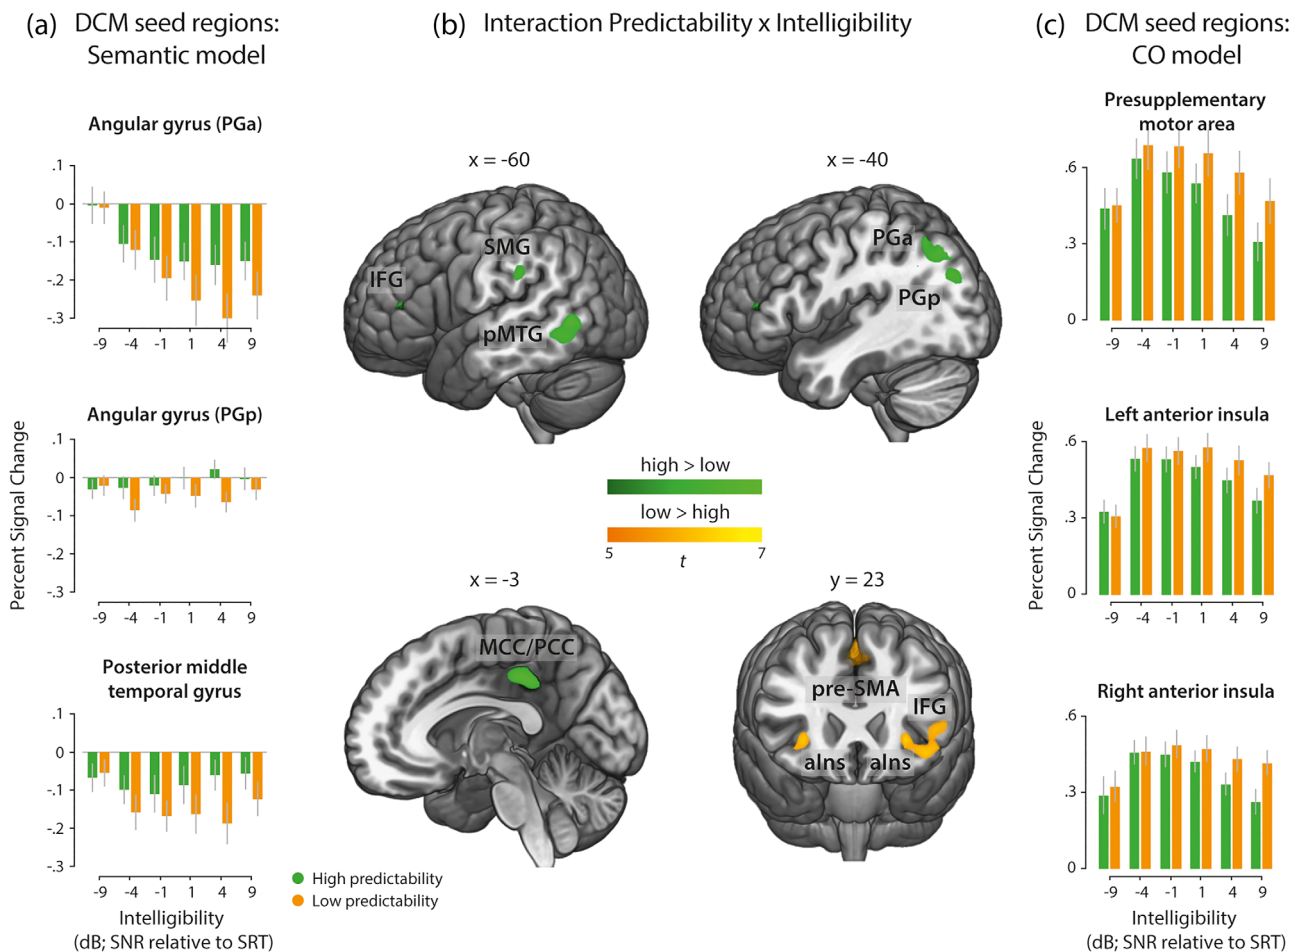 (a) DCM seed regions:
Semantic model
Angular gyrus (PGa)
.1
0
-.1
-.2
-.3
-9 -4 -1 1 4 9
Angular gyrus (PGp)
.1
0
-.1
-.2
-.3
-9 -4 -1 1 4 9
Percent Signal Change
Posterior middle
temporal gyrus
.1
0
-.1
-.2
-.3
-9 -4 -1 1 4 9
Intelligibility
(dB; SNR relative to SRT)
(b) Interaction Predictability x Intelligibility
x = -60
IFG
SMG
pMTG
x = -40
PGa
PGp
high > low
low > high
5 7
t
x = -3
MCC/PCC
y = 23
pre-SMA
IFG
aIns aIns
High predictability
Low predictability
(c) DCM seed regions:
CO model
Presupplementary
motor area
.6
.3
0
-9 -4 -1 1 4 9
Left anterior insula
.6
.3
0
-9 -4 -1 1 4 9
Percent Signal Change
Right anterior insula
.6
.3
0
-9 -4 -1 1 4 9
Intelligibility
(dB; SNR relative to SRT)